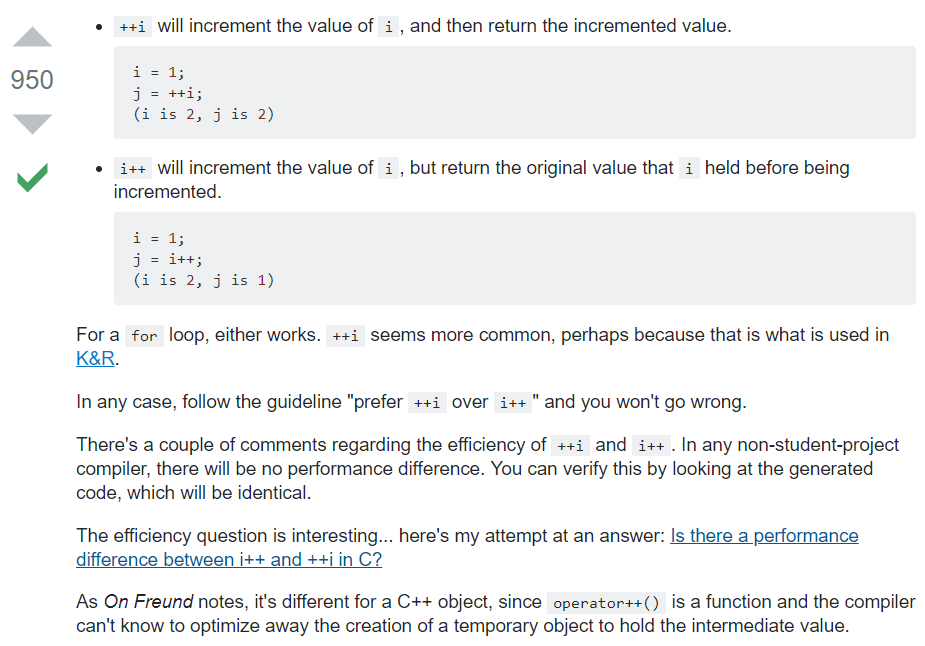 ++i will increment the value of i, and then return the incremented value.
950
i = 1;
j = ++i;
(i is 2, j is 2)
i++ will increment the value of i, but return the original value that i held before being
incremented.
i = 1;
j = i++;
(i is 2, j is 1)
For a for loop, either works. ++i seems more common, perhaps because that is what is used in
K&R.
In any case, follow the guideline "prefer ++i over i++" and you won't go wrong.
There's a couple of comments regarding the efficiency of ++i and i++. In any non-student-project
compiler, there will be no performance difference. You can verify this by looking at the generated
code, which will be identical.
The efficiency question is interesting... here's my attempt at an answer: Is there a performance
difference between i++ and ++i in C?
As On Freund notes, it's different for a C++ object, since operator++() is a function and the compiler
can't know to optimize away the creation of a temporary object to hold the intermediate value.